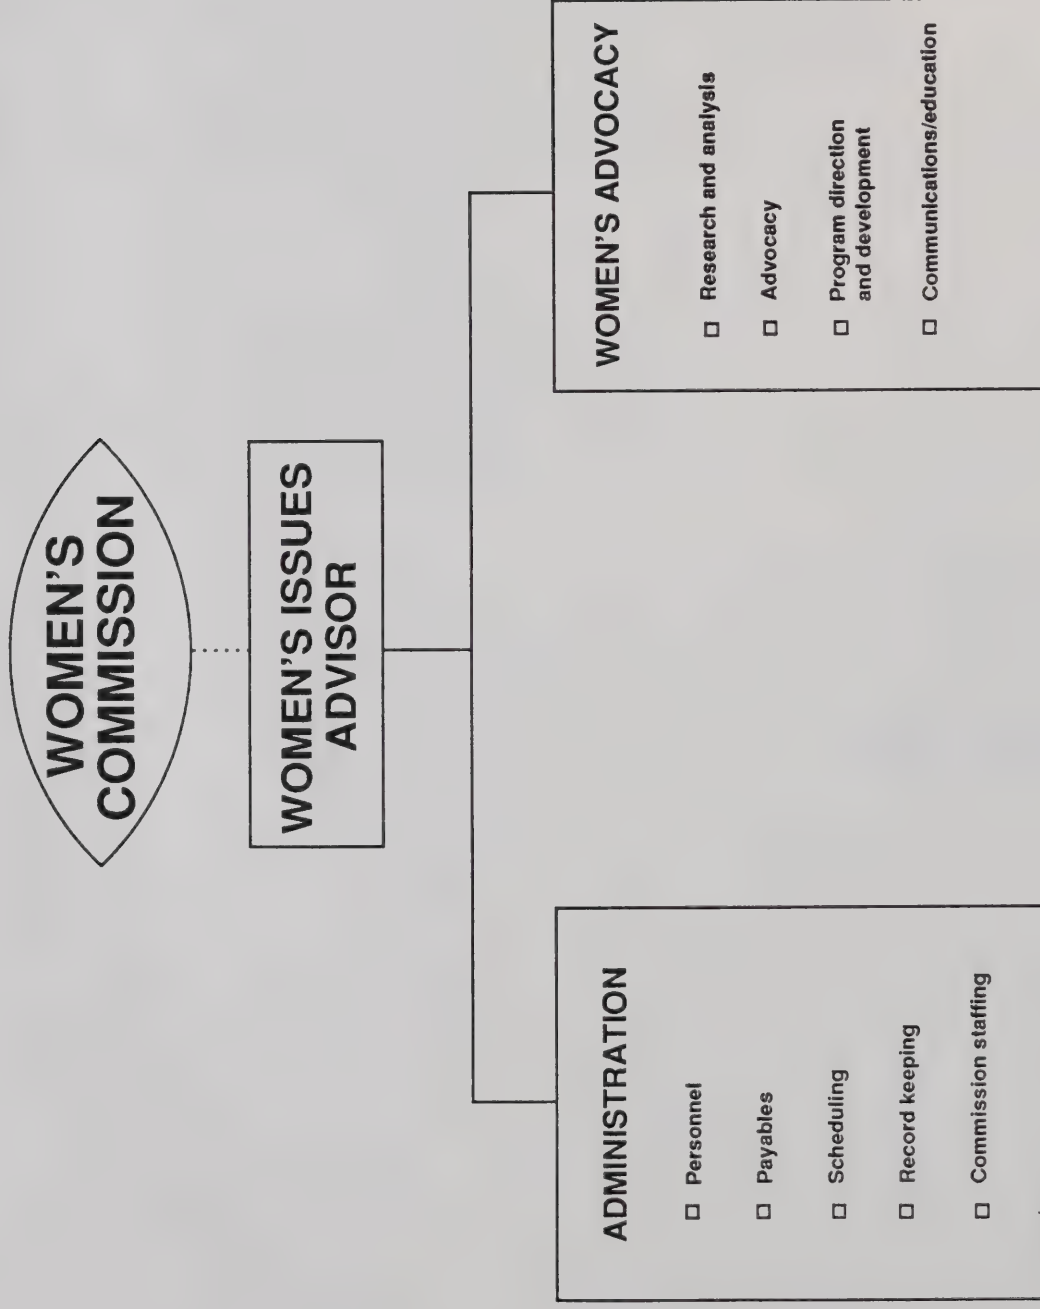 WOMEN'S
COMMISSION
WOMEN'S ISSUES
ADVISOR
ADMINISTRATION
□ Personnel
□ Payables
□ Scheduling
□ Record keeping
□ Commission staffing
WOMEN'S ADVOCACY
□ Research and analysis
□ Advocacy
□ Program direction
and development
□ Communications/education